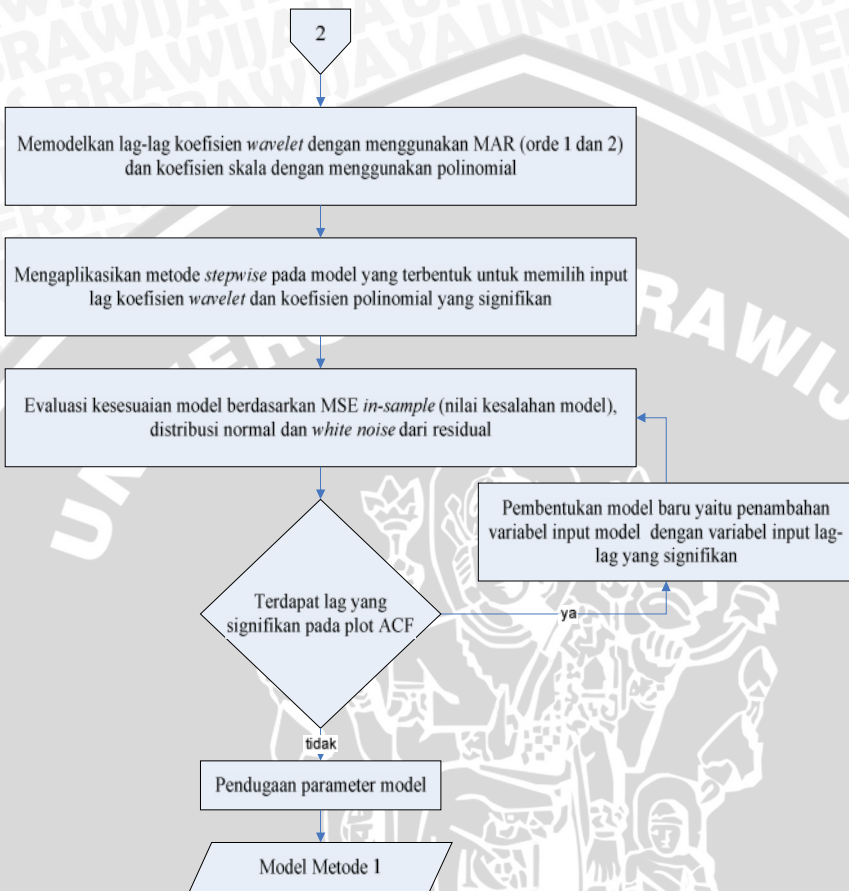 2
Memodelkan lag-lag koefisien wavelet dengan menggunakan MAR (orde 1 dan 2)
dan koefisien skala dengan menggunakan polinomial
Mengaplikasikan metode stepwise pada model yang terbentuk untuk memilih input
lag koefisien wavelet dan koefisien polinomial yang signifikan
Evaluasi kesesuaian model berdasarkan MSE in-sample (nilai kesalahan model),
distribusi normal dan white noise dari residual
Pembentukan model baru yaitu penambahan
variabel input model dengan variabel input lag-
lag yang signifikan
Terdapat lag yang
signifikan pada plot ACF
ya
tidak
Pendugaan parameter model
Model Metode 1